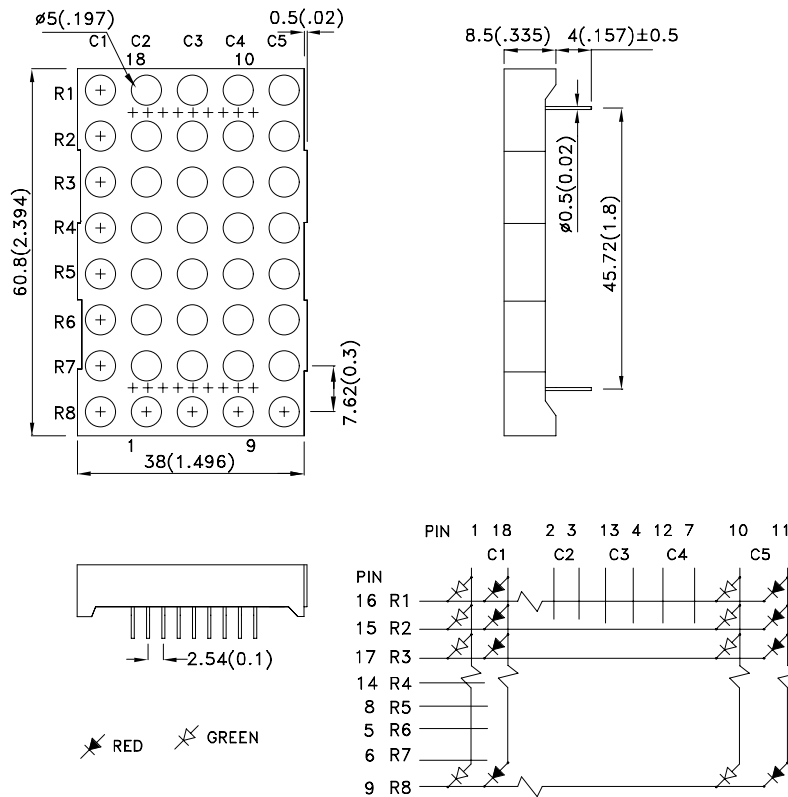 ø5(.197)
0.5(.02)
C1 C2 C3 C4 C5
18 10
R1
R2
R3
R4
R5
R6
R7
R8
60.8(2.394)
7.62(0.3)
1 9
38(1.496)
8.5(.335) 4(.157)±0.5
ø0.5(0.02)
45.72(1.8)
2.54(0.1)
RED GREEN
PIN 1 18 2 3 13 4 12 7 10 11
C1 C2 C3 C4 C5
PIN
16 R1
15 R2
17 R3
14 R4
8 R5
5 R6
6 R7
9 R8